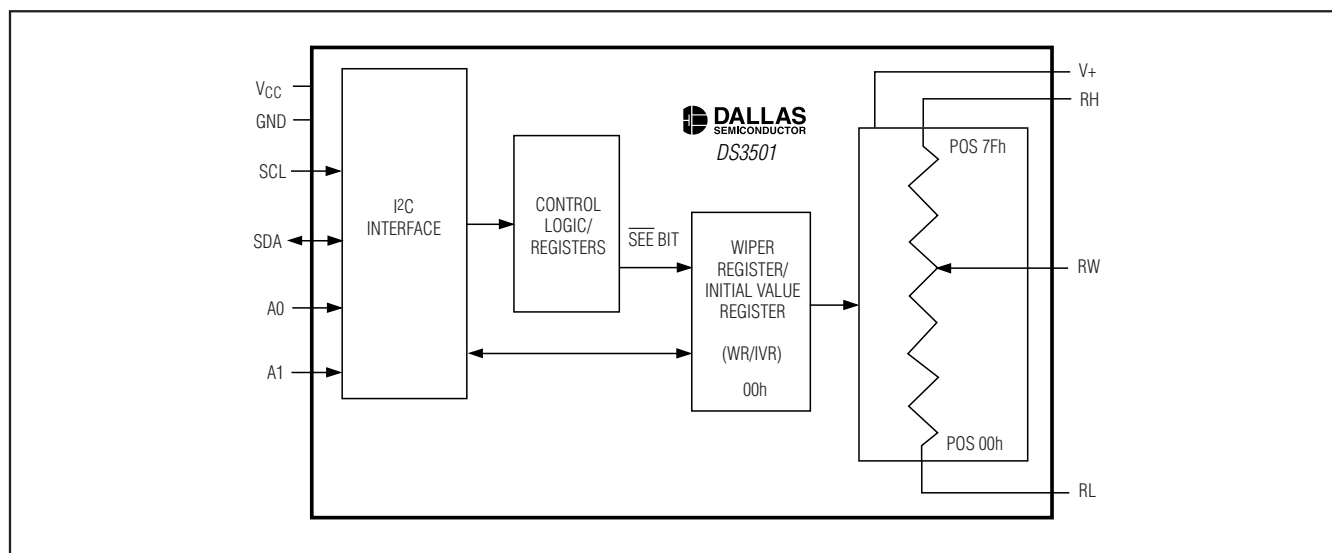 VCC
GND
SCL
SDA
A0
A1
I2C
INTERFACE
CONTROL
LOGIC/
REGISTERS
SEE BIT
DALLAS
SEMICONDUCTOR
DS3501
WIPER
REGISTER/
INITIAL VALUE
REGISTER
(WR/IVR)
00h
POS 7Fh
POS 00h
V+
RH
RW
RL